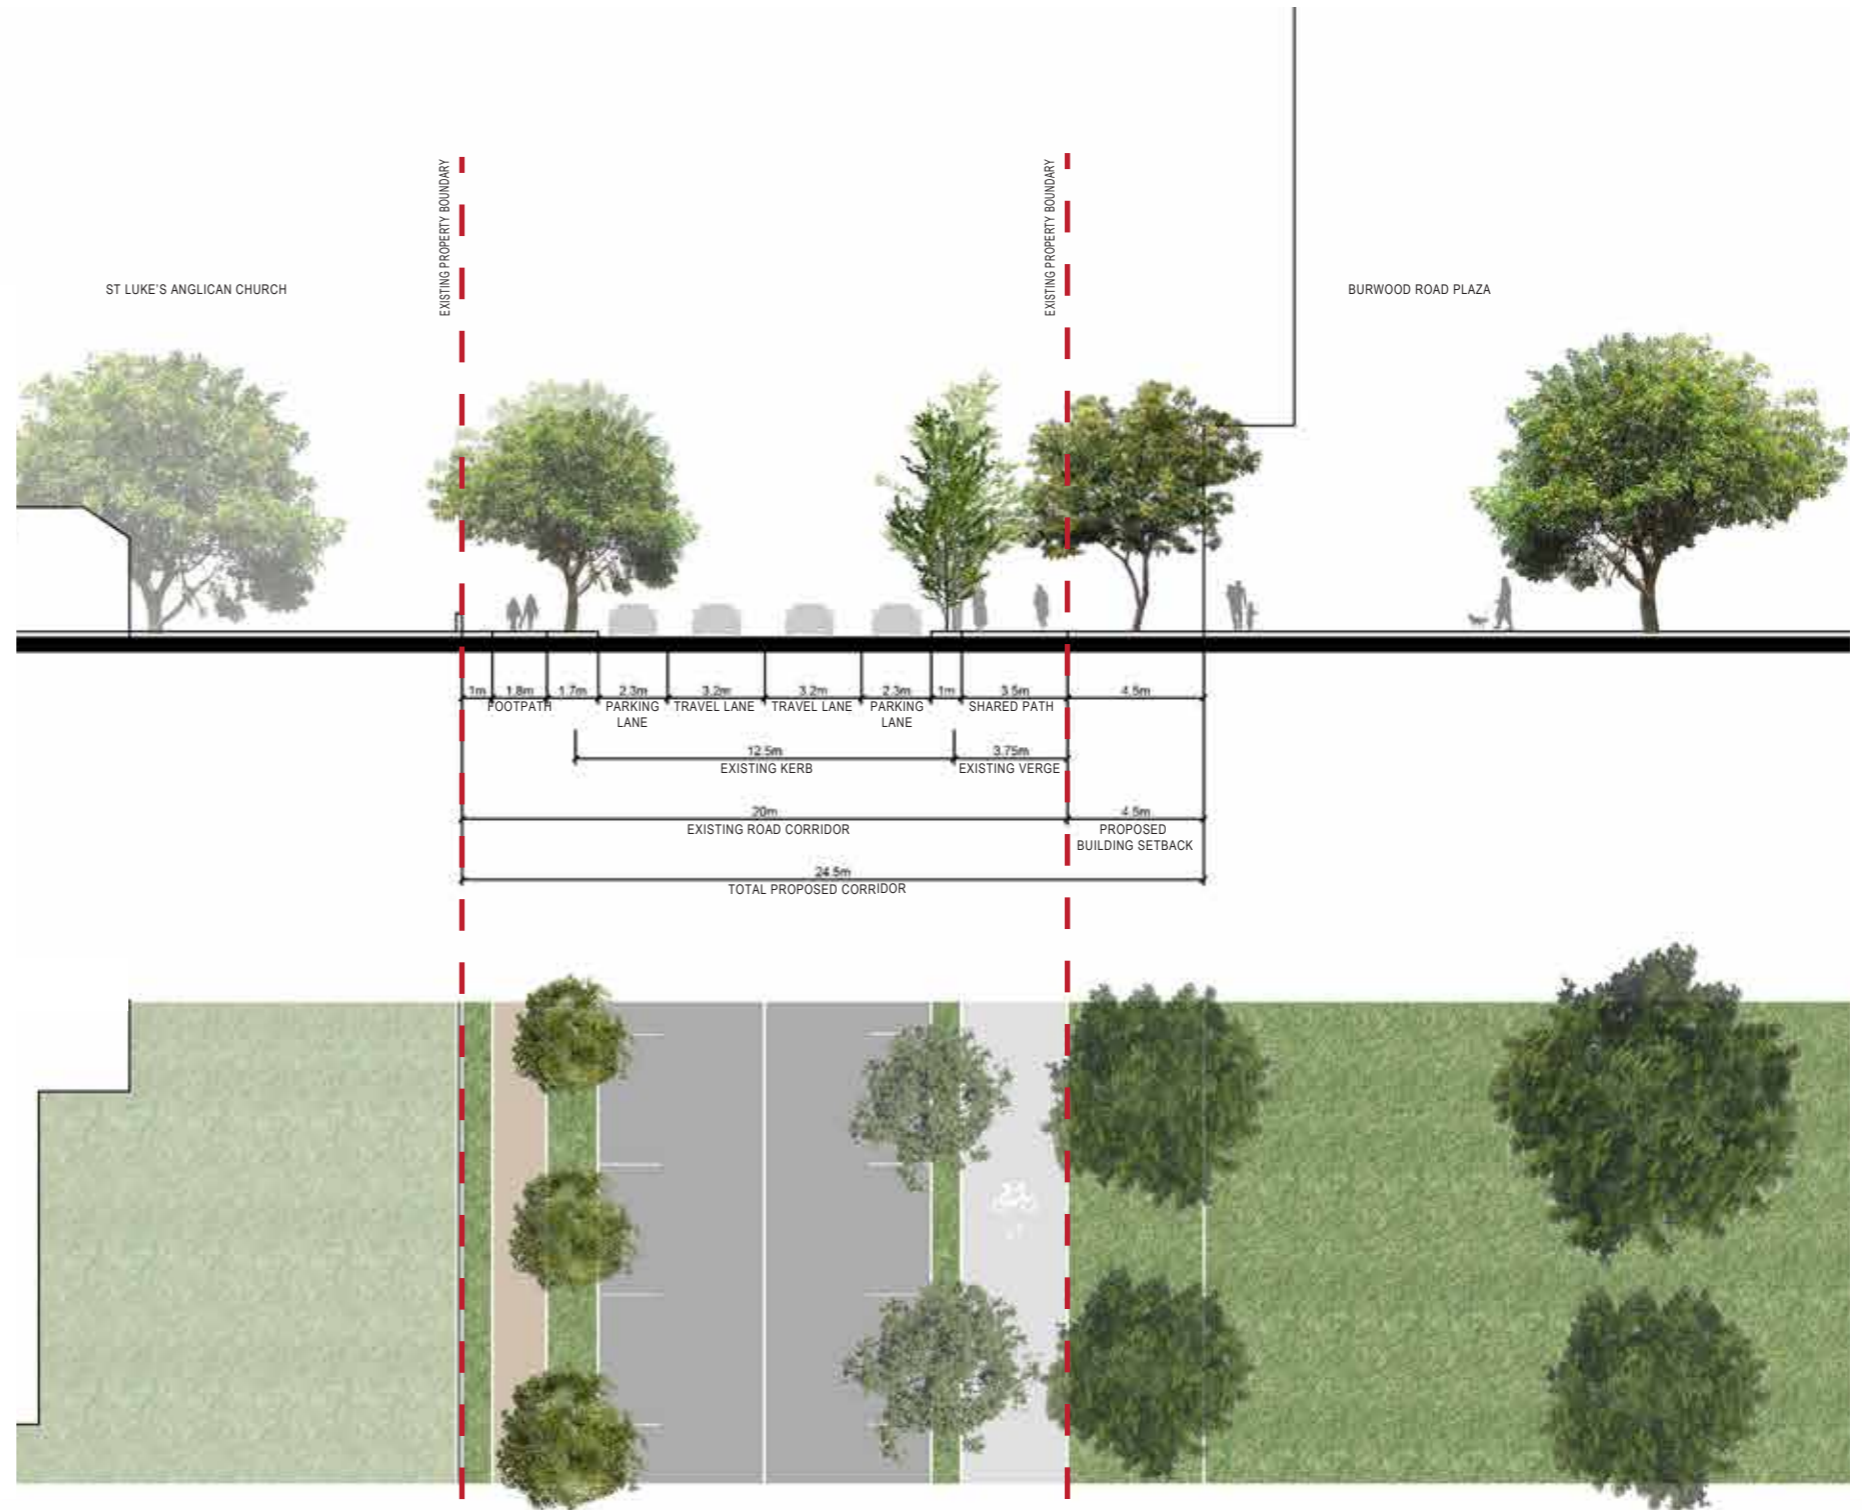 EXISTING PROPERTY BOUNDARY
EXISTING PROPERTY BOUNDARY
ST LUKE'S ANGLICAN CHURCH
BURWOOD ROAD PLAZA
1m
1.8m
1.7m
2.3m
3.2m
3.2m
2.3m
1m
3.5m
4.5m
FOOTPATH
PARKING
LANE
TRAVEL LANE
TRAVEL LANE
PARKING
LANE
SHARED PATH
12.5m
EXISTING KERB
3.75m
EXISTING VERGE
20m
EXISTING ROAD CORRIDOR
4.5m
PROPOSED
BUILDING SETBACK
24.5m
TOTAL PROPOSED CORRIDOR